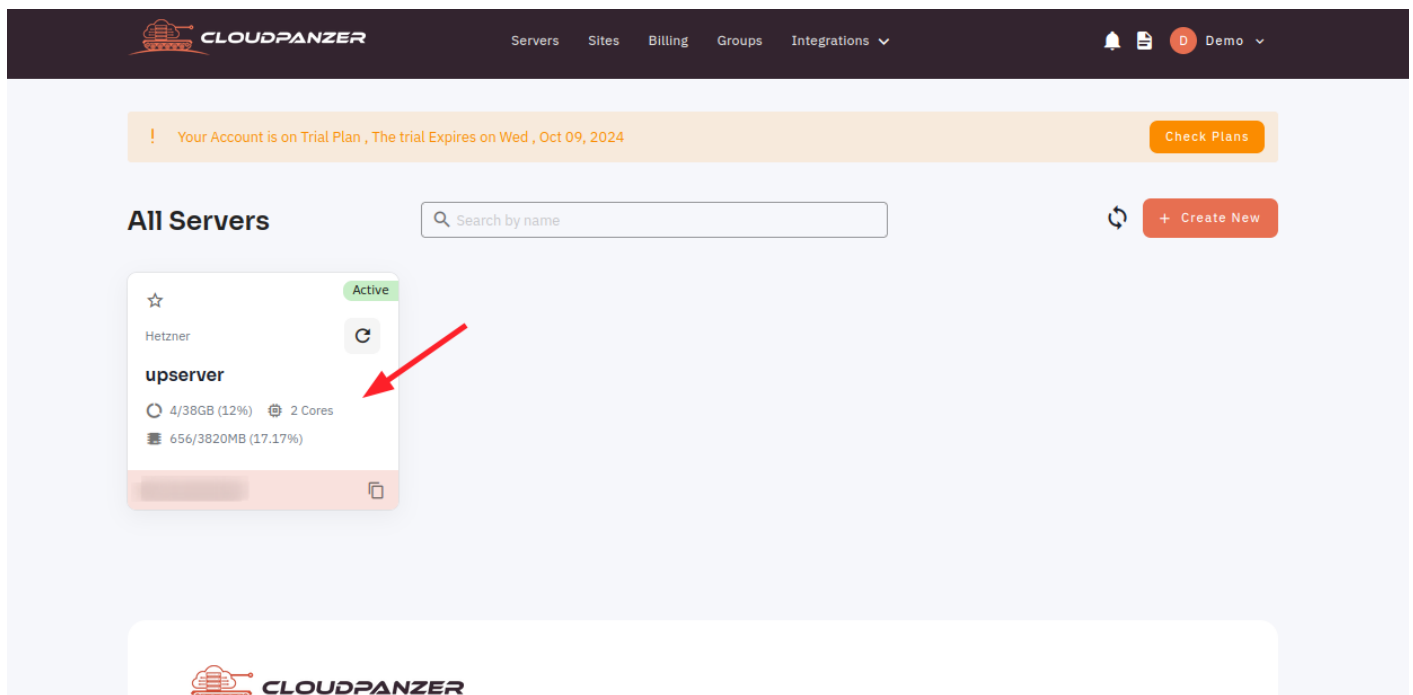 CLOUDPANZER Servers Sites Billing Groups Integrations D Demo
! Your Account is on Trial Plan , The trial Expires on Wed , Oct 09, 2024 Check Plans
All Servers Search by name + Create New
Active
Hetzner
upserver
4/38GB (12%) 2 Cores
656/3820MB (17.17%)
CLOUDPANZER